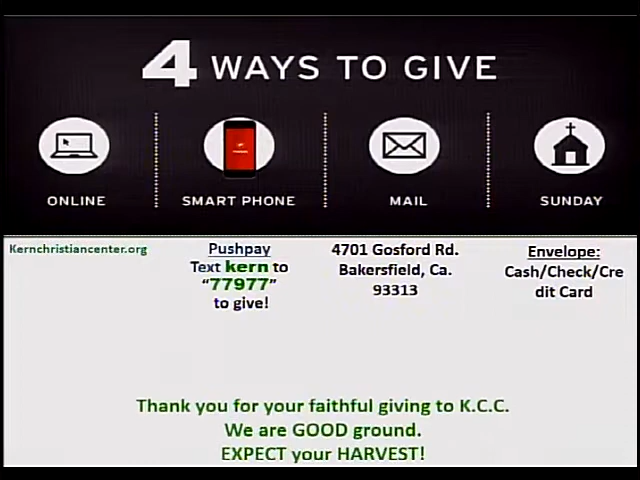 4 WAYS TO GIVE
ONLINE
SMART PHONE
MAIL
SUNDAY
Kernchristiancenter.org
Pushpay
Text kern to
“77977”
to give!
4701 Gosford Rd.
Bakersfield, Ca.
93313
Envelope:
Cash/Check/Cre
dit Card
Thank you for your faithful giving to K.C.C.
We are GOOD ground.
EXPECT your HARVEST!